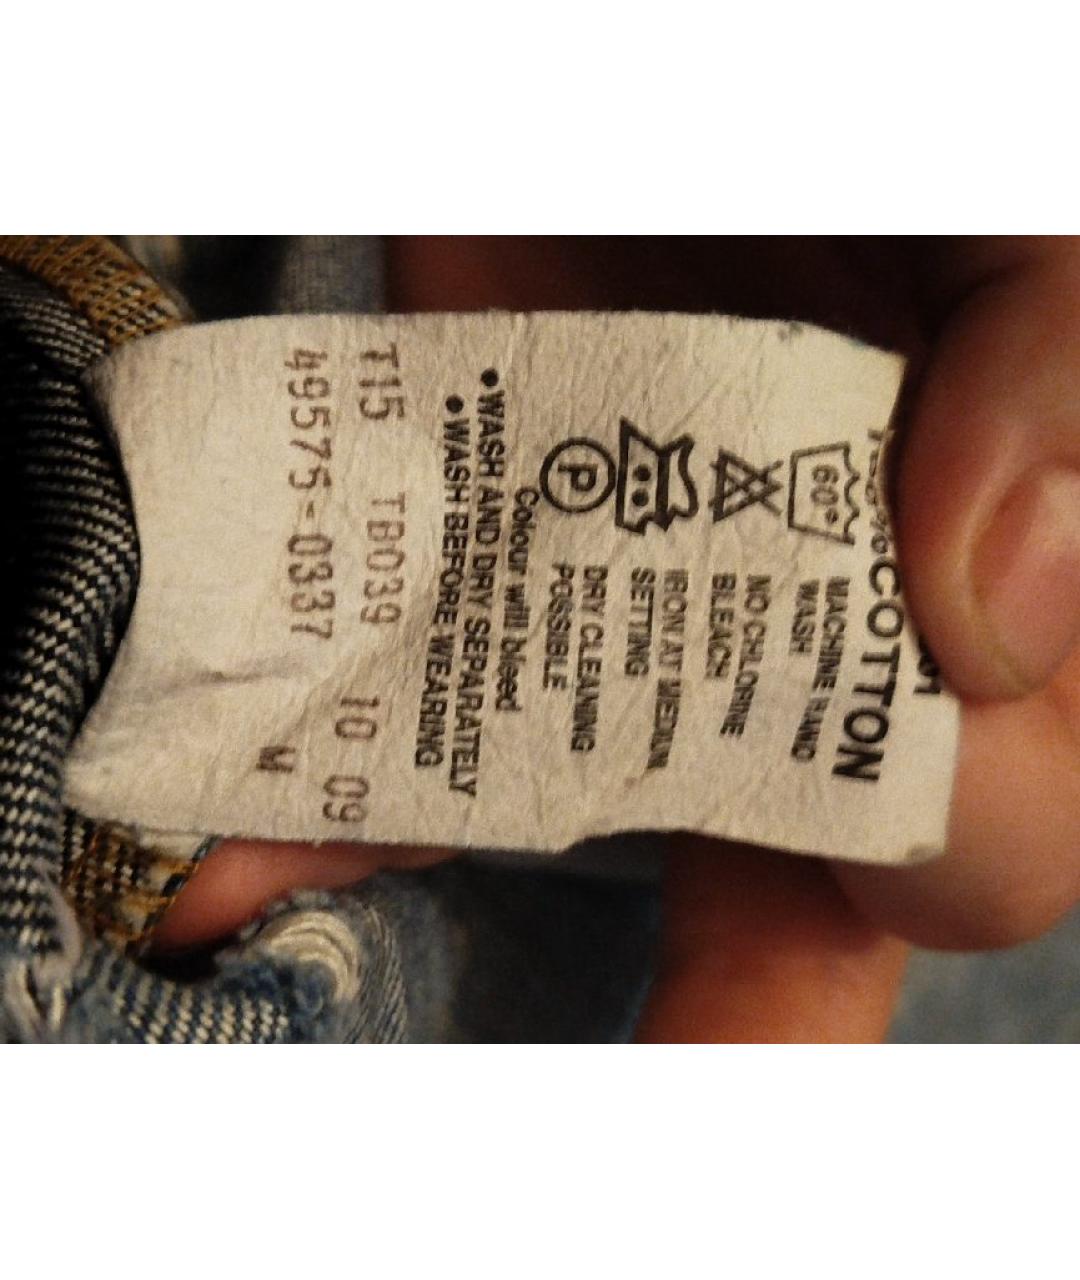 % COTTON
60°
MACHINE HAND
WASH
NO CHLORINE
BLEACH
IRON AT MEDIUM
SETTING
P
DRY CLEANING
POSSIBLE
Colour will bleed
•WASH AND DRY SEPARATELY
•WASH BEFORE WEARING
T15 TB039 10 09
49575-0337 W